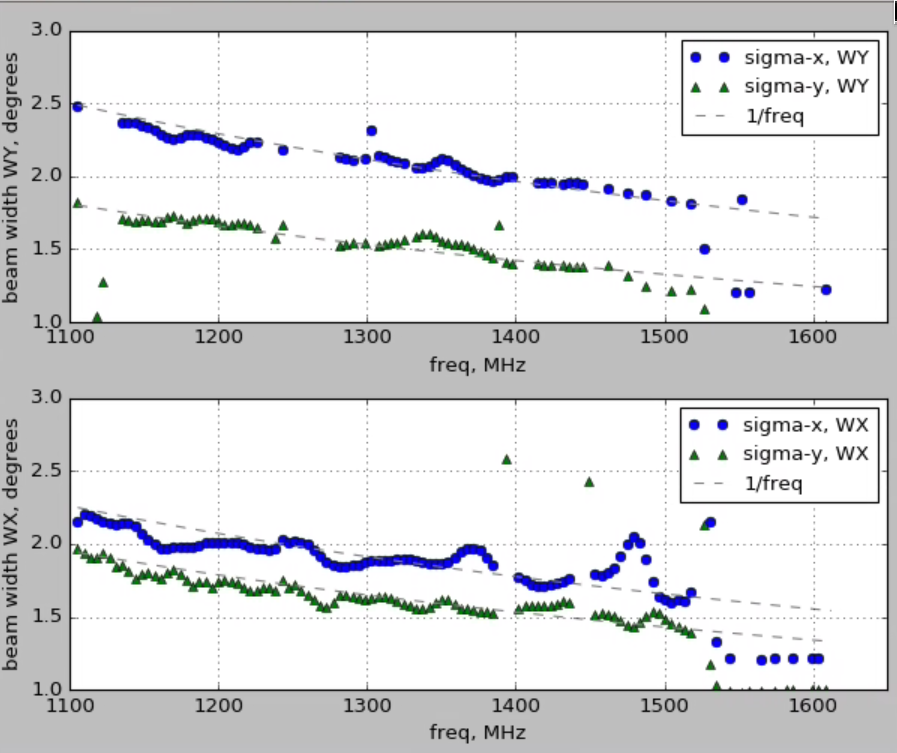 3.0
2.5
2.0
1.5
1.0
beam width WY, degrees
sigma-x, WY
sigma-y, WY
1/freq
1100 1200 1300 1400 1500 1600
freq, MHz
3.0
2.5
2.0
1.5
1.0
beam width WX, degrees
sigma-x, WX
sigma-y, WX
1/freq
1100 1200 1300 1400 1500 1600
freq, MHz